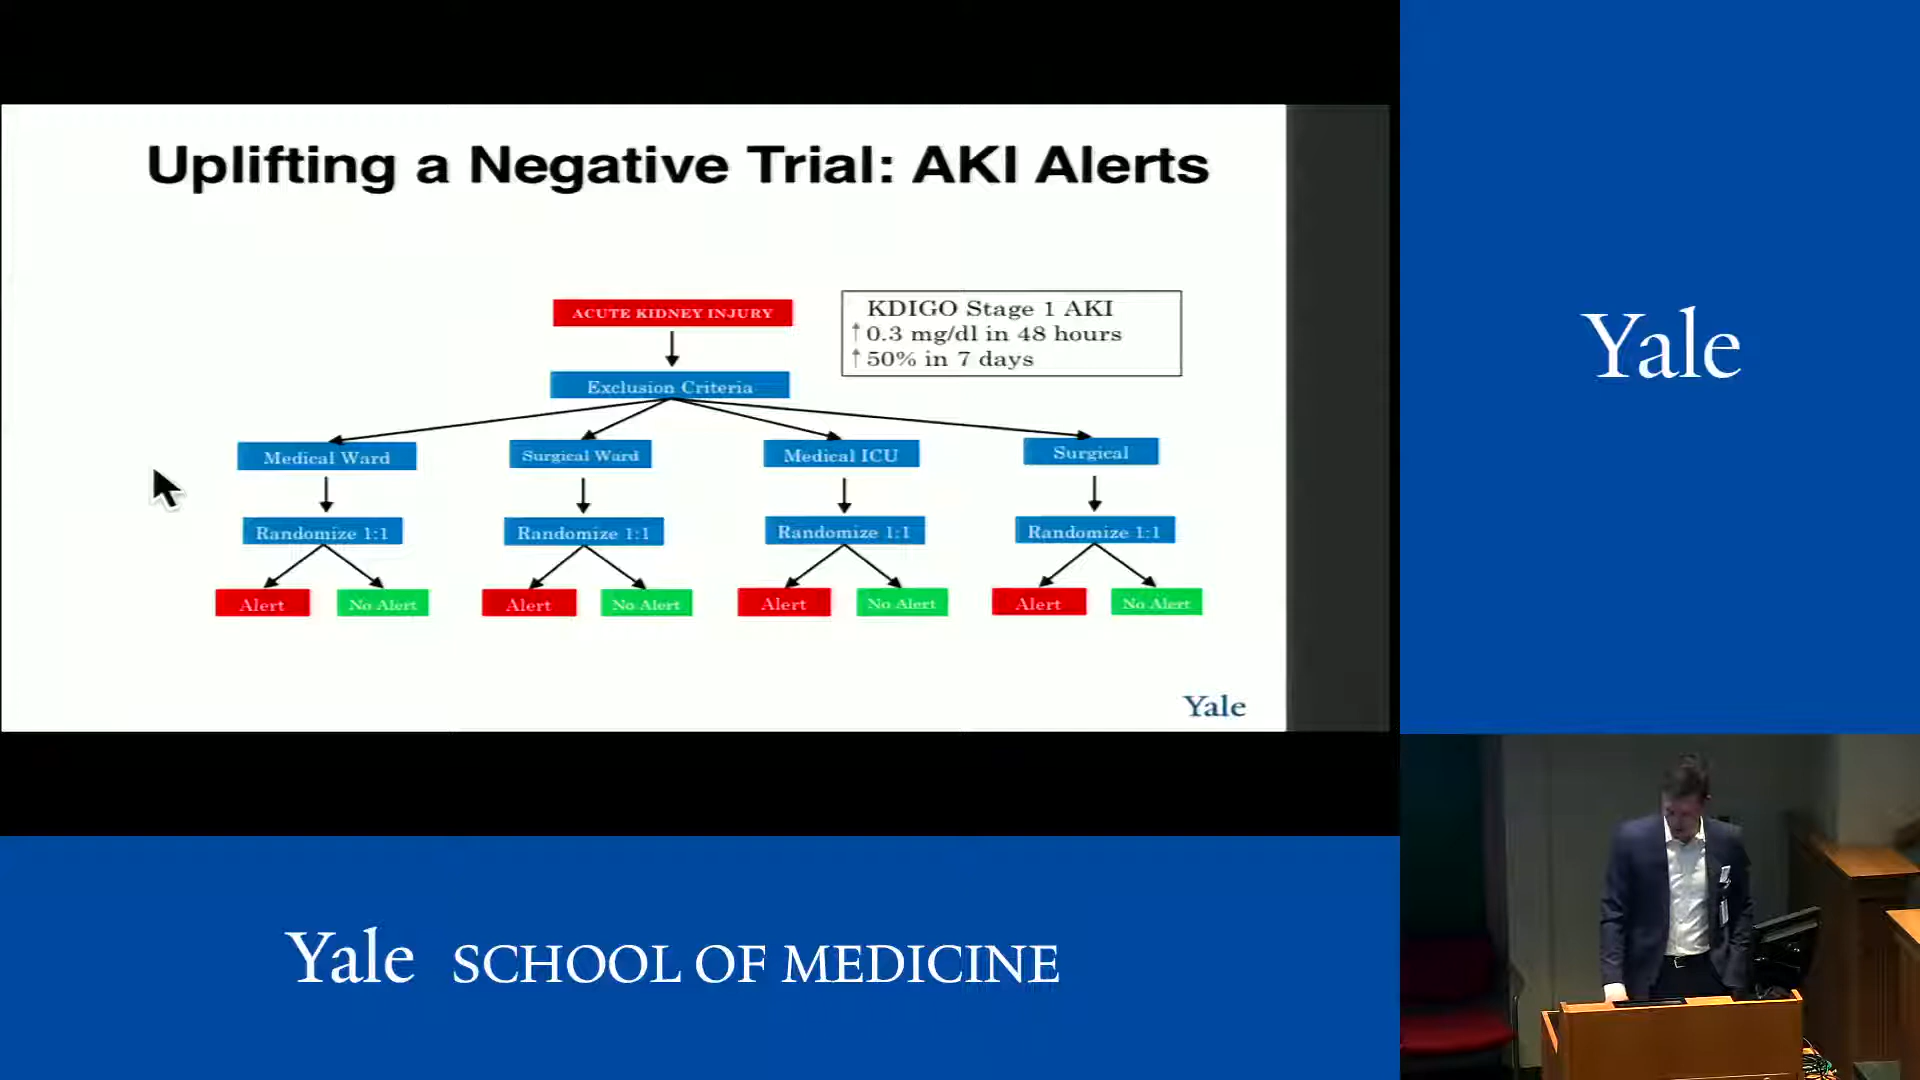 Uplifting a Negative Trial: AKI Alerts
ACUTE KIDNEY INJURY
KDIGO Stage 1 AKI
↑ 0.3 mg/dl in 48 hours
↑ 50% in 7 days
Exclusion Criteria
Medical Ward
Surgical Ward
Medical ICU
Surgical
Randomize 1:1
Randomize 1:1
Randomize 1:1
Randomize 1:1
Alert
No Alert
Alert
No Alert
Alert
No Alert
Alert
No Alert
Yale
Yale
Yale SCHOOL OF MEDICINE